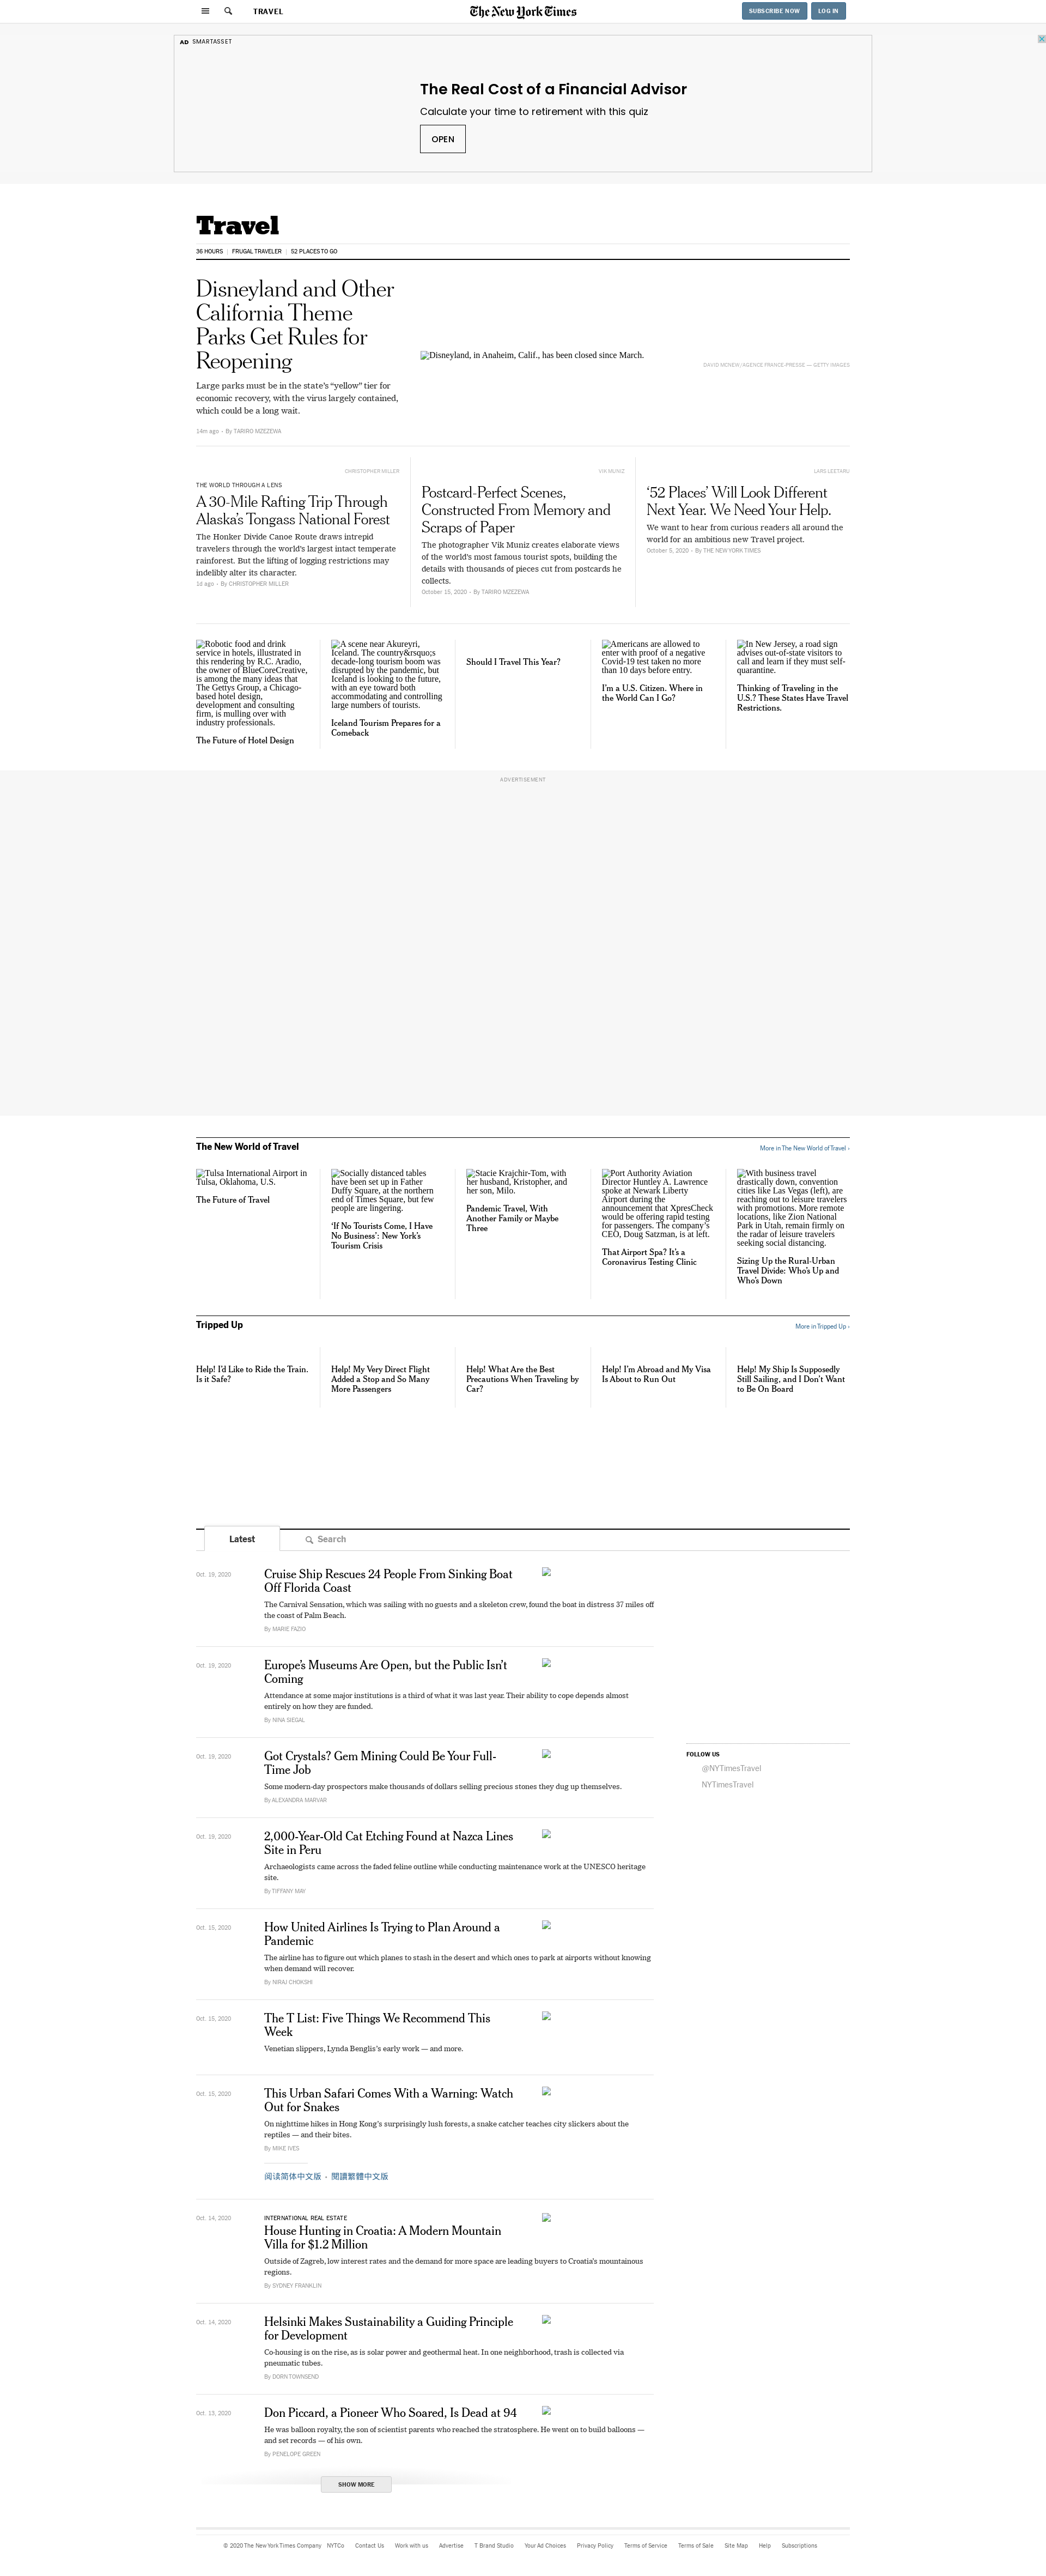 TRAVEL
The New York Times
SUBSCRIBE NOW
LOG IN
AD SMARTASSET
The Real Cost of a Financial Advisor
Calculate your time to retirement with this quiz
OPEN
Travel
36 HOURS
FRUGAL TRAVELER
52 PLACES TO GO
Disneyland and Other
California Theme
Parks Get Rules for
Reopening
Large parks must be in the state's “yellow” tier for
economic recovery, with the virus largely contained,
which could be a long wait.
14m ago - By TARIRO MZEZEWA
Disneyland, in Anaheim, Calif., has been closed since March.
DAVID MCNEW/AGENCE FRANCE-PRESSE — GETTY IMAGES
CHRISTOPHER MILLER
THE WORLD THROUGH A LENS
A 30-Mile Rafting Trip Through
Alaska's Tongass National Forest
The Honker Divide Canoe Route draws intrepid
travelers through the world's largest intact temperate
rainforest. But the lifting of logging restrictions may
indelibly alter its character.
1d ago - By CHRISTOPHER MILLER
VIK MUNIZ
Postcard-Perfect Scenes,
Constructed From Memory and
Scraps of Paper
The photographer Vik Muniz creates elaborate views
of the world's most famous tourist spots, building the
details with thousands of pieces cut from postcards he
collects.
October 15, 2020 - By TARIRO MZEZEWA
LARS LEETARU
‘52 Places’ Will Look Different
Next Year. We Need Your Help.
We want to hear from curious readers all around the
world for an ambitious new Travel project.
October 5, 2020 - By THE NEW YORK TIMES
Robotic food and drink
service in hotels, illustrated in
this rendering by R.C. Aradio,
the owner of BlueCoreCreative,
is among the many ideas that
The Gettys Group, a Chicago-
based hotel design,
development and consulting
firm, is mulling over with
industry professionals.
The Future of Hotel Design
A scene near Akureyri,
Iceland. The country&rsquo;s
decade-long tourism boom was
disrupted by the pandemic, but
Iceland is looking to the future,
with an eye toward both
accommodating and controlling
large numbers of tourists.
Iceland Tourism Prepares for a
Comeback
Should I Travel This Year?
Americans are allowed to
enter with proof of a negative
Covid-19 test taken no more
than 10 days before entry.
I'm a U.S. Citizen. Where in
the World Can I Go?
In New Jersey, a road sign
advises out-of-state visitors to
call and learn if they must self-
quarantine.
Thinking of Traveling in the
U.S.? These States Have Travel
Restrictions.
ADVERTISEMENT
The New World of Travel
More in The New World of Travel ›
Tulsa International Airport in
Tulsa, Oklahoma, U.S.
The Future of Travel
Socially distanced tables
have been set up in Father
Duffy Square, at the northern
end of Times Square, but few
people are lingering.
‘If No Tourists Come, I Have
No Business’: New York's
Tourism Crisis
Stacie Krajchir-Tom, with
her husband, Kristopher, and
her son, Milo.
Pandemic Travel, With
Another Family or Maybe
Three
Port Authority Aviation
Director Huntley A. Lawrence
spoke at Newark Liberty
Airport during the
announcement that XpresCheck
would be offering rapid testing
for passengers. The company's
CEO, Doug Satzman, is at left.
That Airport Spa? It's a
Coronavirus Testing Clinic
With business travel
drastically down, convention
cities like Las Vegas (left), are
reaching out to leisure travelers
with promotions. More remote
locations, like Zion National
Park in Utah, remain firmly on
the radar of leisure travelers
seeking social distancing.
Sizing Up the Rural-Urban
Travel Divide: Who's Up and
Who's Down
Tripped Up
More in Tripped Up ›
Help! I'd Like to Ride the Train.
Is it Safe?
Help! My Very Direct Flight
Added a Stop and So Many
More Passengers
Help! What Are the Best
Precautions When Traveling by
Car?
Help! I'm Abroad and My Visa
Is About to Run Out
Help! My Ship Is Supposedly
Still Sailing, and I Don't Want
to Be On Board
Latest
Search
Oct. 19, 2020
Cruise Ship Rescues 24 People From Sinking Boat
Off Florida Coast
The Carnival Sensation, which was sailing with no guests and a skeleton crew, found the boat in distress 37 miles off
the coast of Palm Beach.
By MARIE FAZIO
Oct. 19, 2020
Europe's Museums Are Open, but the Public Isn't
Coming
Attendance at some major institutions is a third of what it was last year. Their ability to cope depends almost
entirely on how they are funded.
By NINA SIEGAL
Oct. 19, 2020
Got Crystals? Gem Mining Could Be Your Full-
Time Job
Some modern-day prospectors make thousands of dollars selling precious stones they dug up themselves.
By ALEXANDRA MARVAR
Oct. 19, 2020
2,000-Year-Old Cat Etching Found at Nazca Lines
Site in Peru
Archaeologists came across the faded feline outline while conducting maintenance work at the UNESCO heritage
site.
By TIFFANY MAY
Oct. 15, 2020
How United Airlines Is Trying to Plan Around a
Pandemic
The airline has to figure out which planes to stash in the desert and which ones to park at airports without knowing
when demand will recover.
By NIRAJ CHOKSHI
Oct. 15, 2020
The T List: Five Things We Recommend This
Week
Venetian slippers, Lynda Benglis's early work — and more.
Oct. 15, 2020
This Urban Safari Comes With a Warning: Watch
Out for Snakes
On nighttime hikes in Hong Kong's surprisingly lush forests, a snake catcher teaches city slickers about the
reptiles — and their bites.
By MIKE IVES
阅读简体中文版 - 閱讀繁體中文版
Oct. 14, 2020
INTERNATIONAL REAL ESTATE
House Hunting in Croatia: A Modern Mountain
Villa for $1.2 Million
Outside of Zagreb, low interest rates and the demand for more space are leading buyers to Croatia's mountainous
regions.
By SYDNEY FRANKLIN
Oct. 14, 2020
Helsinki Makes Sustainability a Guiding Principle
for Development
Co-housing is on the rise, as is solar power and geothermal heat. In one neighborhood, trash is collected via
pneumatic tubes.
By DORN TOWNSEND
Oct. 13, 2020
Don Piccard, a Pioneer Who Soared, Is Dead at 94
He was balloon royalty, the son of scientist parents who reached the stratosphere. He went on to build balloons —
and set records — of his own.
By PENELOPE GREEN
SHOW MORE
FOLLOW US
@NYTimesTravel
NYTimesTravel
© 2020 The New York Times Company NYTCo Contact Us Work with us Advertise T Brand Studio Your Ad Choices Privacy Policy Terms of Service Terms of Sale Site Map Help Subscriptions